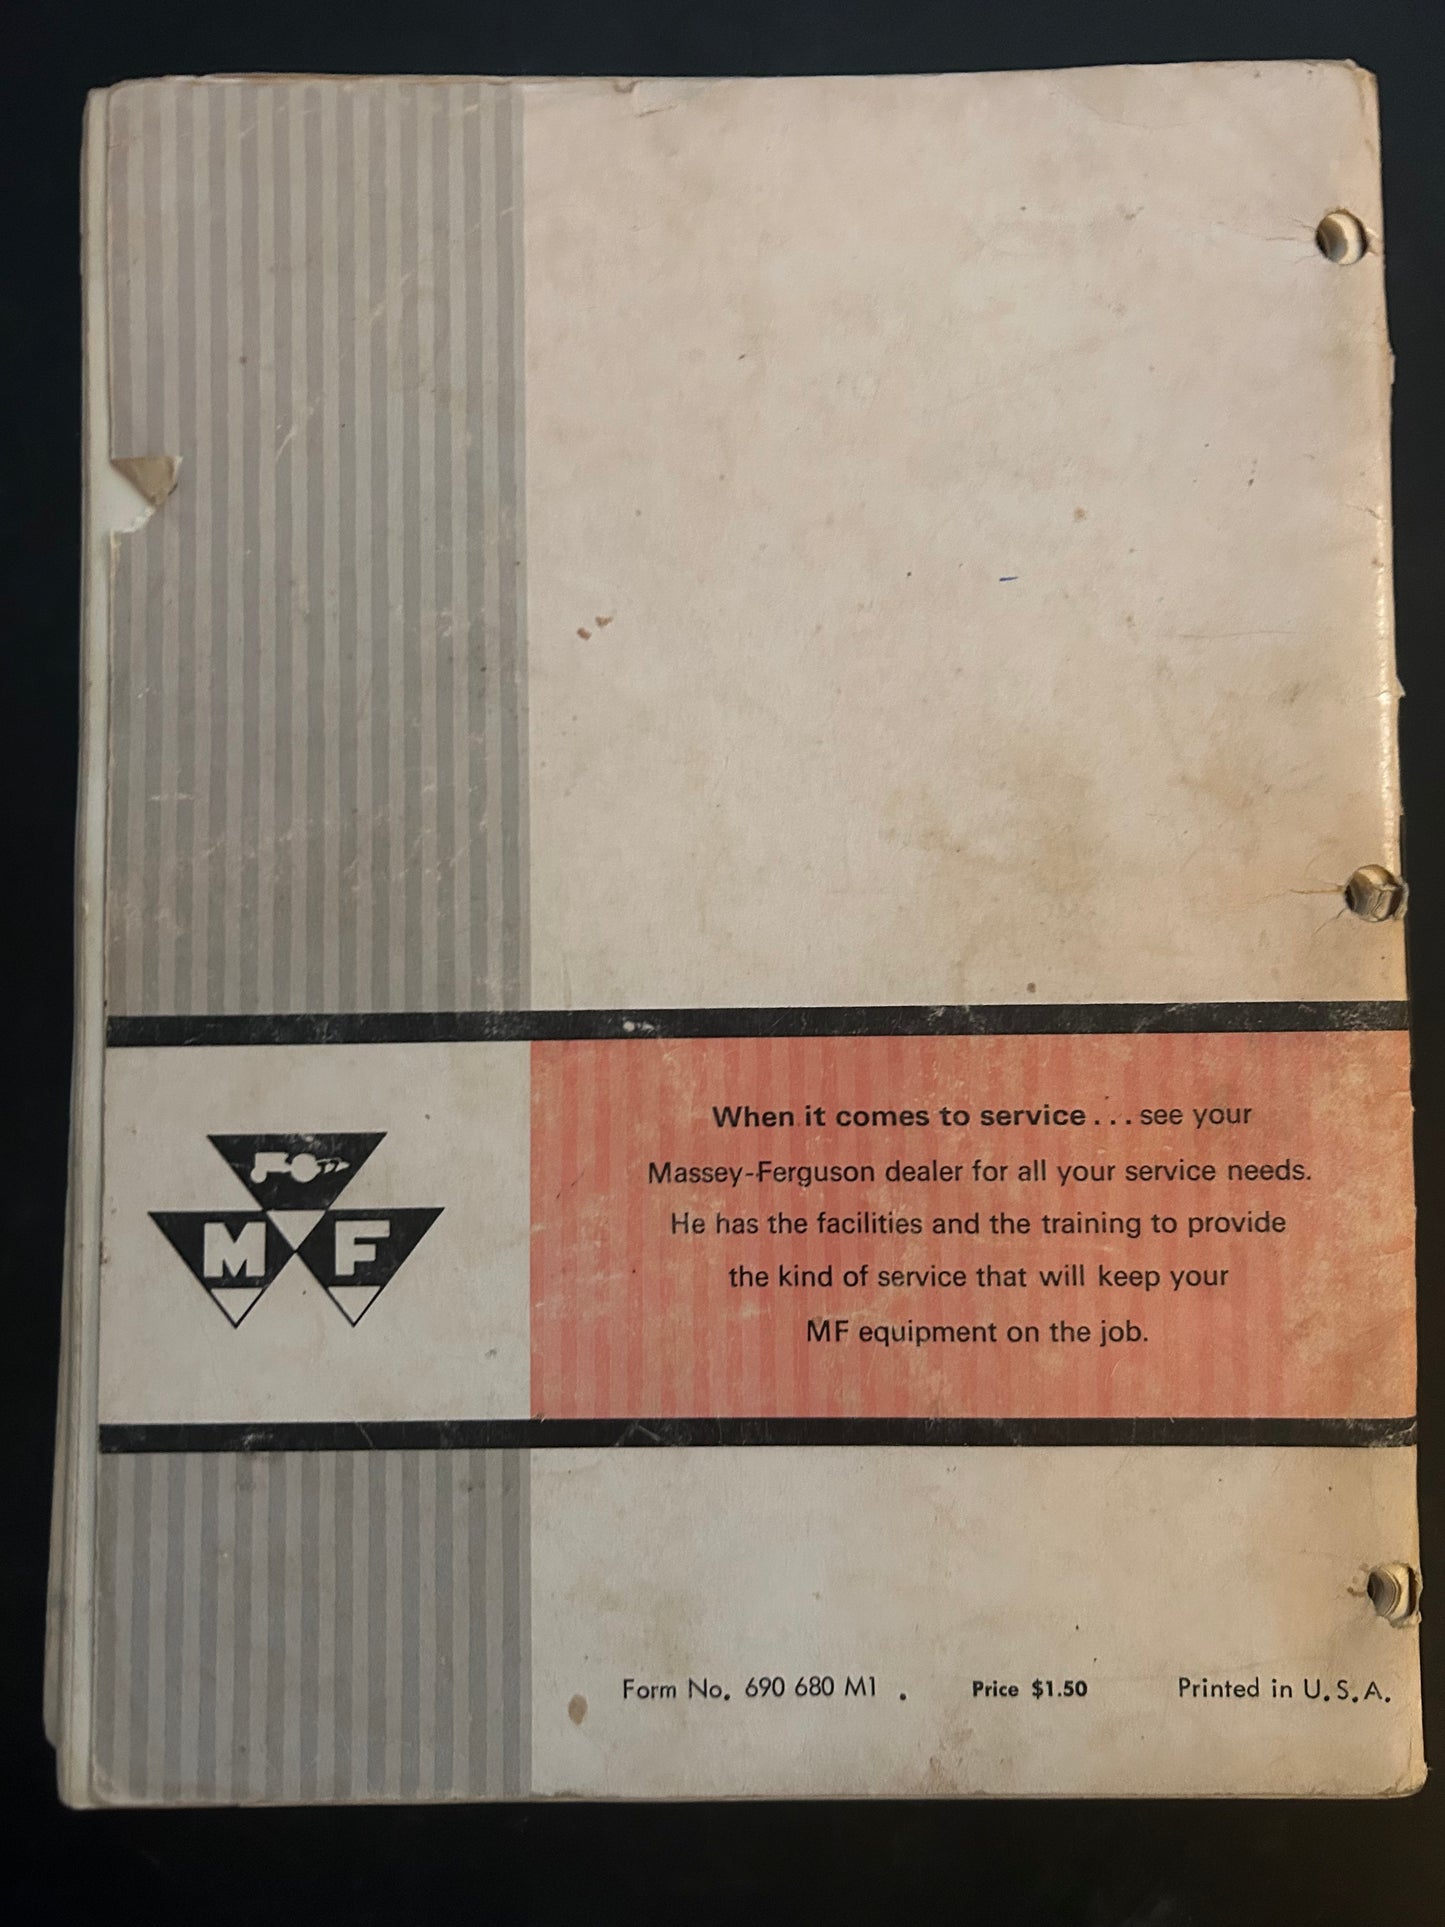 M F
When it comes to service . . . see your
Massey-Ferguson dealer for all your service needs.
He has the facilities and the training to provide
the kind of service that will keep your
MF equipment on the job.
Form No. 690 680 M1 . Price $1.50 Printed in U. S. A.